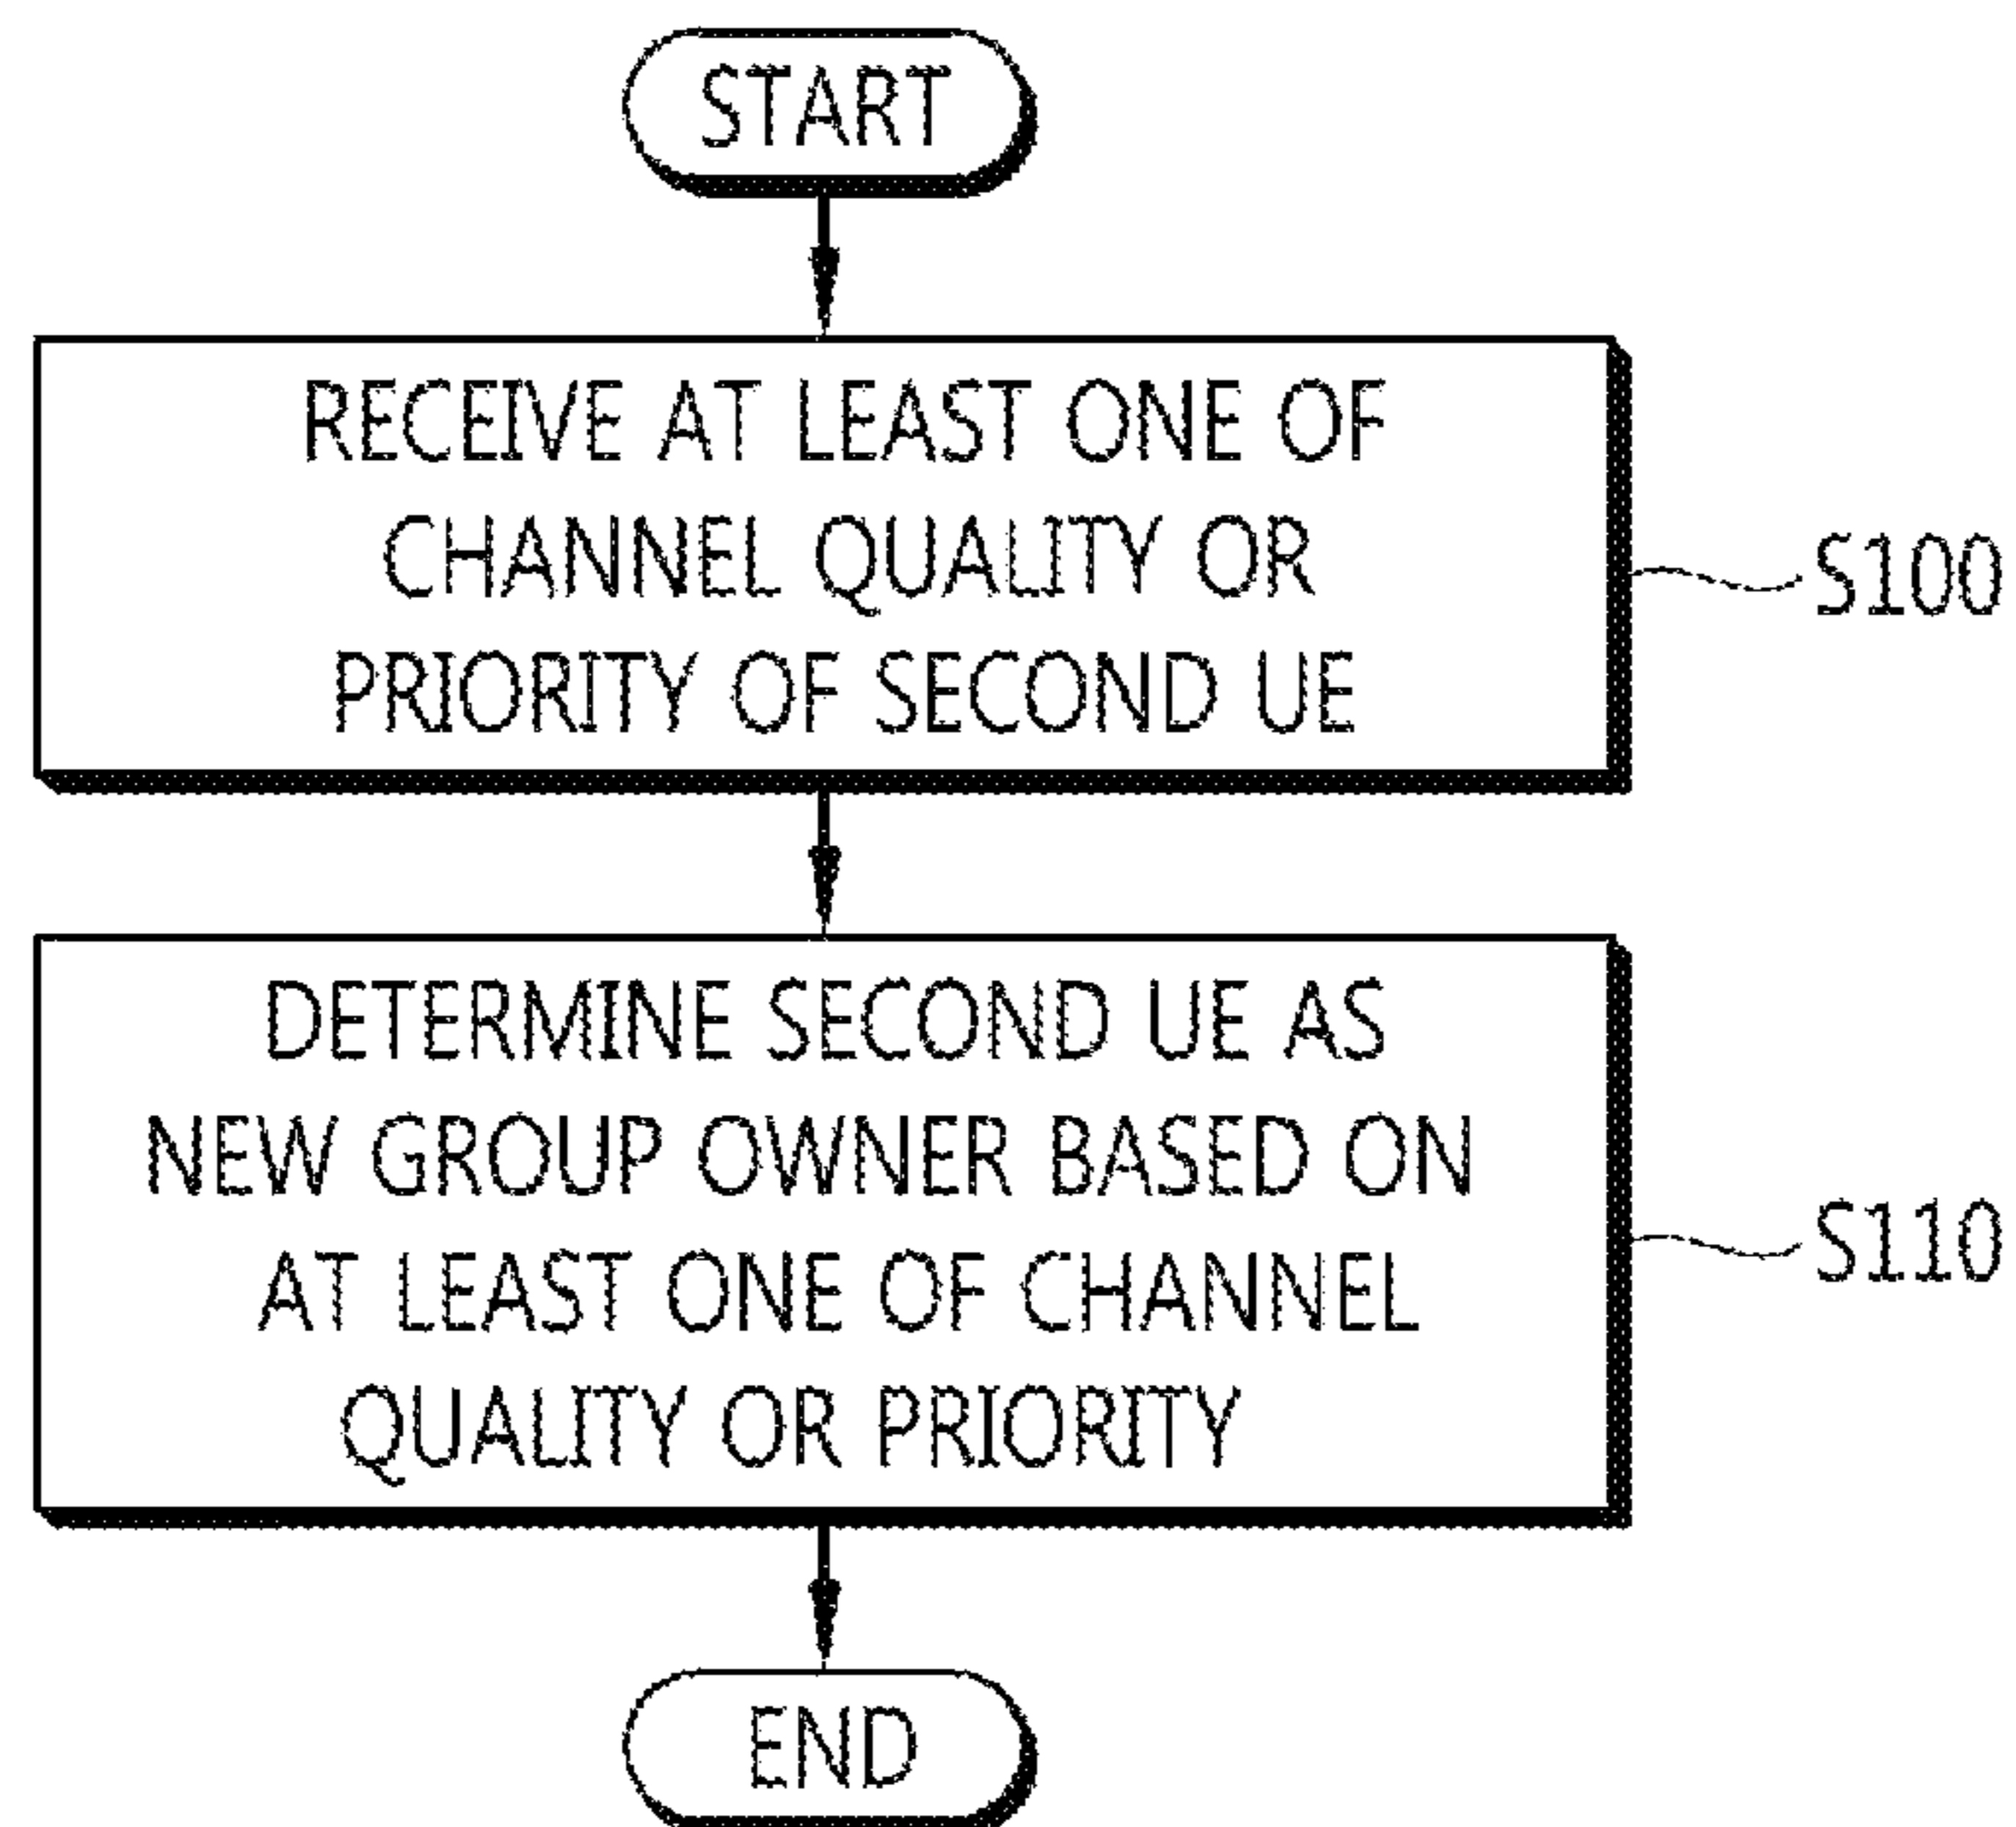 START
RECEIVE AT LEAST ONE OF
CHANNEL QUALITY OR
PRIORITY OF SECOND UE
S100
DETERMINE SECOND UE AS
NEW GROUP OWNER BASED ON
AT LEAST ONE OF CHANNEL
QUALITY OR PRIORITY
S110
END